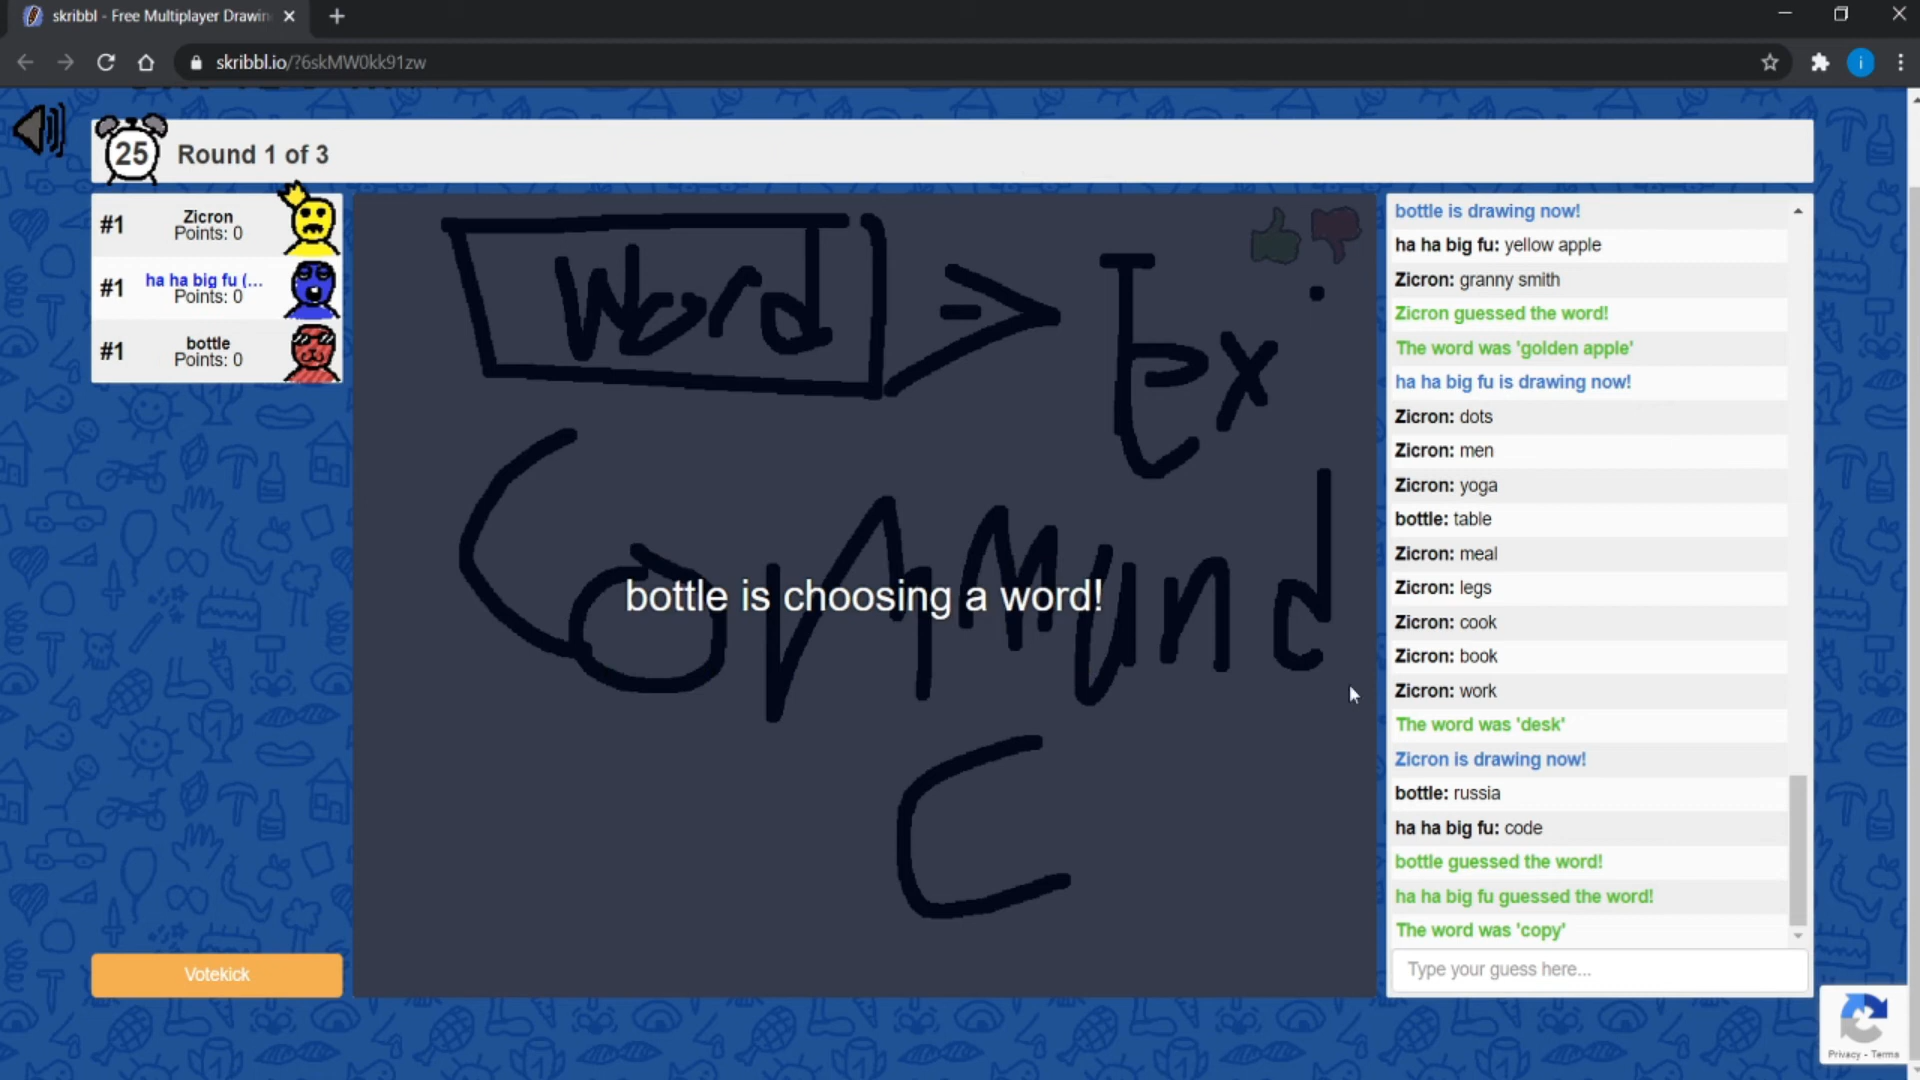 skribbl - Free Multiplayer Drawin
skribbl.io/?6skMW0kk91zw
i
25
Round 1 of 3
#1
Zicron
Points: 0
#1
ha ha big fu (...
Points: 0
#1
bottle
Points: 0
Votekick
Word
Tex
Command
C
bottle is choosing a word!
bottle is drawing now!
ha ha big fu: yellow apple
Zicron: granny smith
Zicron guessed the word!
The word was 'golden apple'
ha ha big fu is drawing now!
Zicron: dots
Zicron: men
Zicron: yoga
bottle: table
Zicron: meal
Zicron: legs
Zicron: cook
Zicron: book
Zicron: work
The word was 'desk'
Zicron is drawing now!
bottle: russia
ha ha big fu: code
bottle guessed the word!
ha ha big fu guessed the word!
The word was 'copy'
Type your guess here...
Privacy - Terms